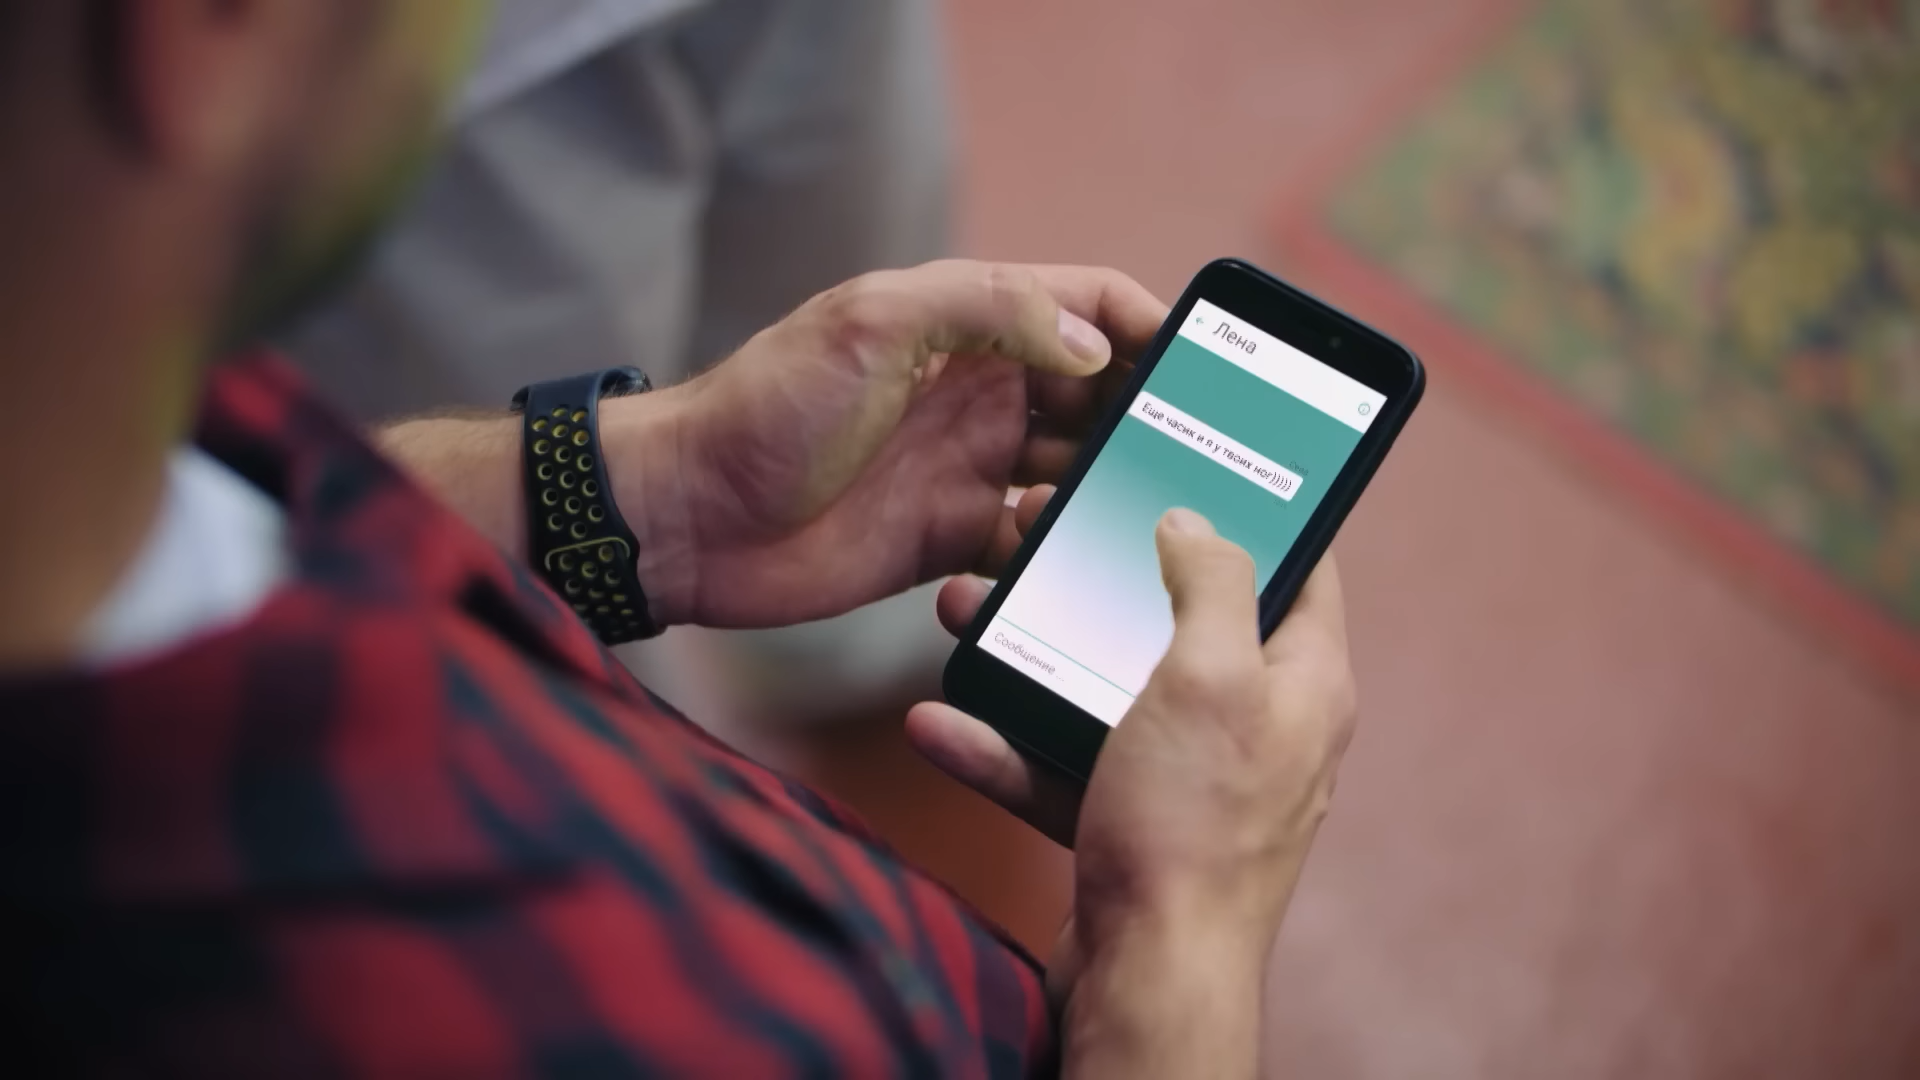 Лена
Еще часик и я у твоих ног)))))
Сообщение ...